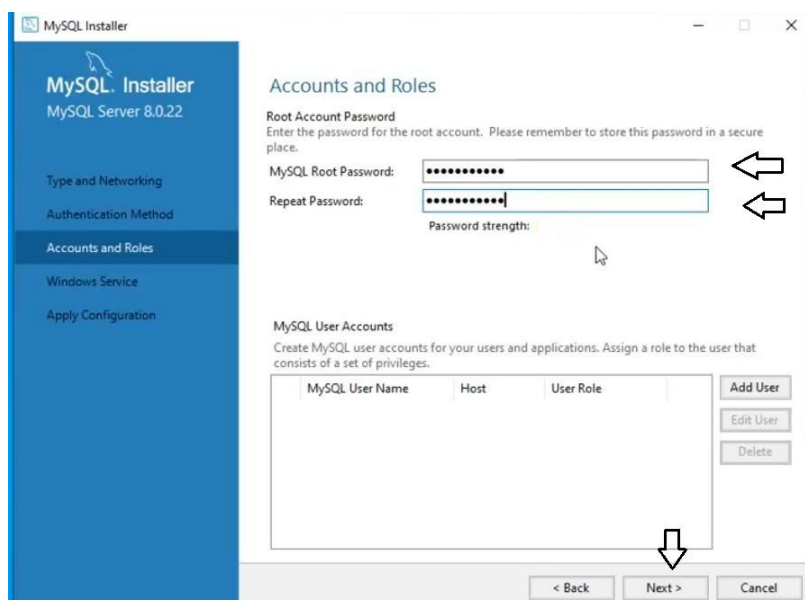 MySQL Installer
MySQL. Installer
MySQL Server 8.0.22
Type and Networking
Authentication Method
Accounts and Roles
Windows Service
Apply Configuration
Accounts and Roles
Root Account Password
Enter the password for the root account. Please remember to store this password in a secure
place.
MySQL Root Password: •••••••••••
Repeat Password: •••••••••••
Password strength:
MySQL User Accounts
Create MySQL user accounts for your users and applications. Assign a role to the user that
consists of a set of privileges.
MySQL User Name Host User Role
Add User
Edit User
Delete
< Back Next > Cancel